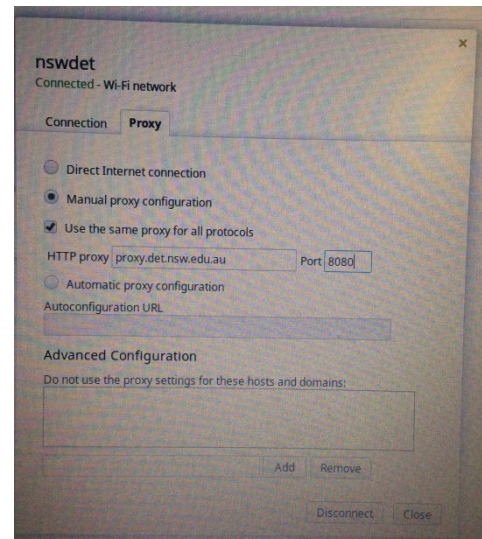 nswdet
Connected - Wi-Fi network
Connection Proxy
Direct Internet connection
Manual proxy configuration
Use the same proxy for all protocols
HTTP proxy proxy.det.nsw.edu.au Port 8080
Automatic proxy configuration
Autoconfiguration URL
Advanced Configuration
Do not use the proxy settings for these hosts and domains:
Add Remove
Disconnect Close